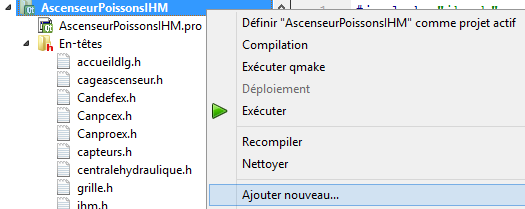 AscenseurPoissonsIHM
AscenseurPoissonsIHM.pro
En-têtes
accueildlg.h
cageascenseur.h
Candefex.h
Canpcex.h
Canproex.h
capteurs.h
centralehydraulique.h
grille.h
ihm.h
Définir "AscenseurPoissonsIHM" comme projet actif
Compilation
Exécuter qmake
Déploiement
Exécuter
Recompiler
Nettoyer
Ajouter nouveau...